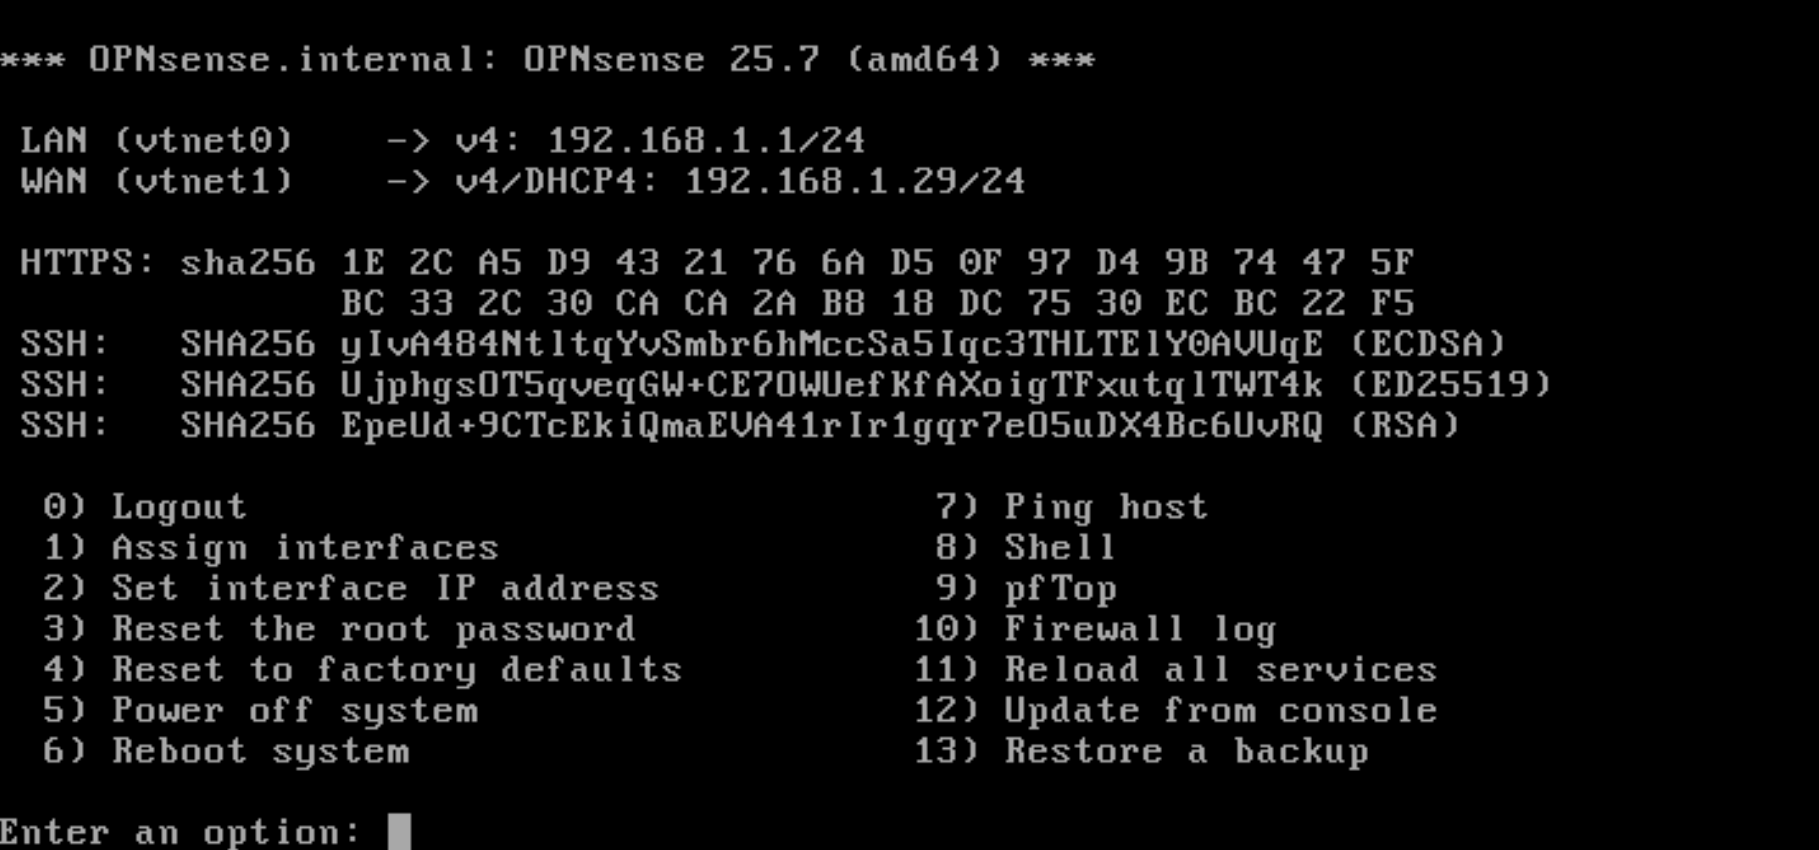 *** OPNsense.internal: OPNsense 25.7 (amd64) ***
LAN (vtnet0)    -> v4: 192.168.1.1/24
WAN (vtnet1)    -> v4/DHCP4: 192.168.1.29/24
HTTPS: sha256 1E 2C A5 D9 43 21 76 6A D5 0F 97 D4 9B 74 47 5F
BC 33 2C 30 CA CA 2A B8 18 DC 75 30 EC BC 22 F5
SSH:   SHA256 yIvA484NtltqYvSmbr6hMccSa5Iqc3THLTElY0AVUqE (ECDSA)
SSH:   SHA256 UjphgsOT5qveqGW+CE7OWUefKfAXoigTFxutqlTWT4k (ED25519)
SSH:   SHA256 EpeUd+9CTcEkiQmaEVA41rIr1gqr7eO5uDX4Bc6UvRQ (RSA)
0) Logout                              7) Ping host
1) Assign interfaces                   8) Shell
2) Set interface IP address            9) pfTop
3) Reset the root password            10) Firewall log
4) Reset to factory defaults          11) Reload all services
5) Power off system                   12) Update from console
6) Reboot system                      13) Restore a backup
Enter an option: